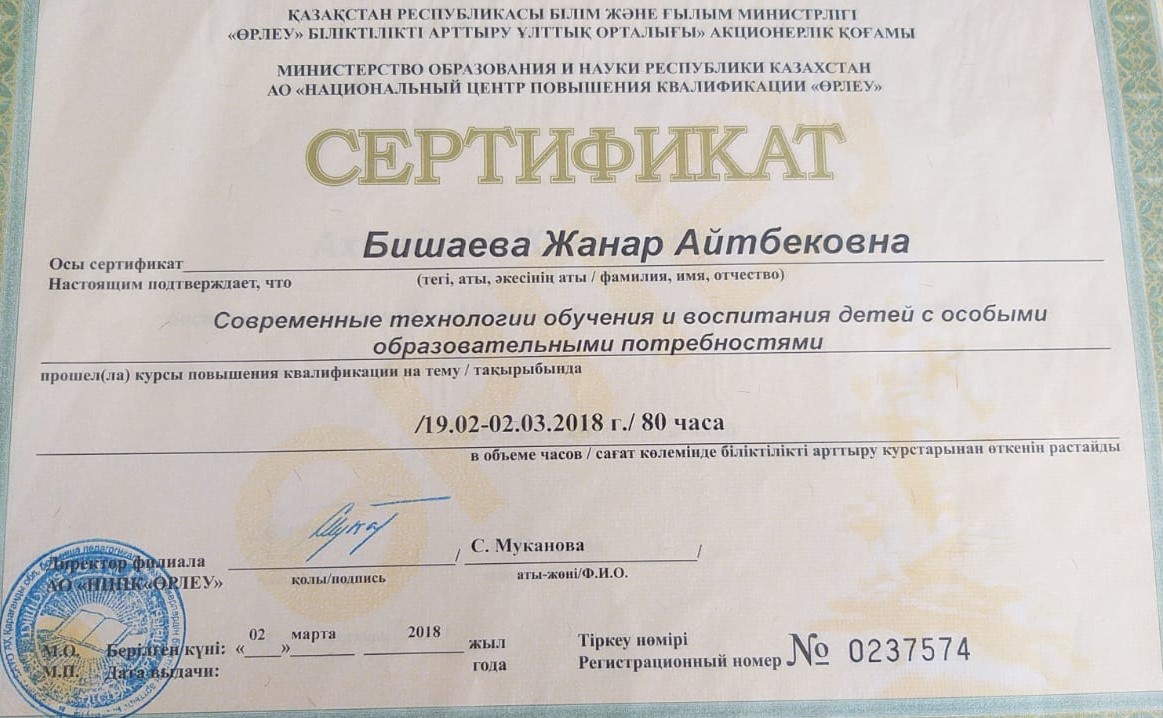 ҚАЗАҚСТАН РЕСПУБЛИКАСЫ БІЛІМ ЖӘНЕ ҒЫЛЫМ МИНИСТРЛІГІ
«ӨРЛЕУ» БІЛІКТІЛІКТІ АРТТЫРУ ҰЛТТЫҚ ОРТАЛЫҒЫ» АКЦИОНЕРЛІК ҚОҒАМЫ
МИНИСТЕРСТВО ОБРАЗОВАНИЯ И НАУКИ РЕСПУБЛИКИ КАЗАХСТАН
АО «НАЦИОНАЛЬНЫЙ ЦЕНТР ПОВЫШЕНИЯ КВАЛИФИКАЦИИ «ӨРЛЕУ»
СЕРТИФИКАТ
Осы сертификат Бишаева Жанар Айтбековна
Настоящим подтверждает, что (тегі, аты, әкесінің аты / фамилия, имя, отчество)
Современные технологии обучения и воспитания детей с особыми
образовательными потребностями
прошел(ла) курсы повышения квалификации на тему / тақырыбында
/19.02-02.03.2018 г./ 80 часа
в объеме часов / сағат көлемінде біліктілікті арттыру курстарынан өткенін растайды
Директор филиала / С. Муканова /
АО «НЦПК«ӨРЛЕУ» қолы/подпись аты-жөні/Ф.И.О.
М.О. Берілген күні: «02» марта 2018 жыл Тіркеу нөмірі
М.П. Дата выдачи: года Регистрационный номер № 0237574